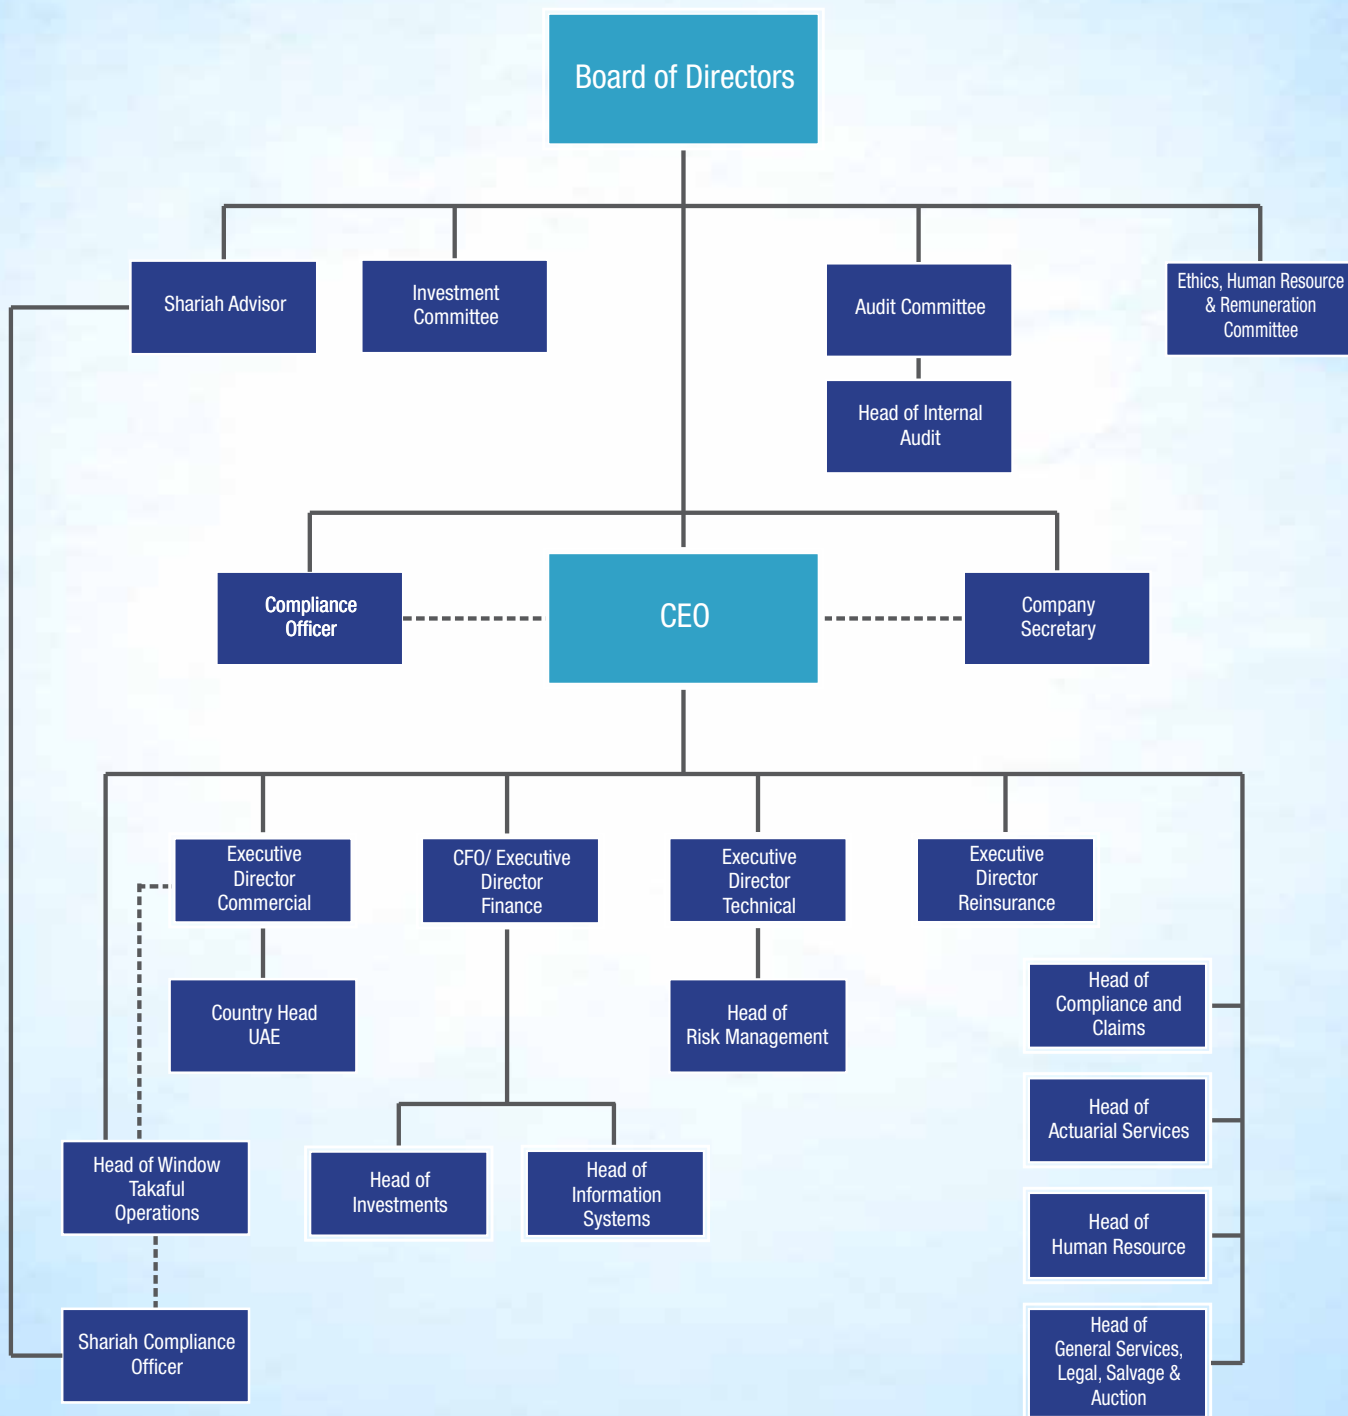 Board of Directors
Shariah Advisor
Investment
Committee
Audit Committee
Ethics, Human Resource
& Remuneration
Committee
Head of Internal
Audit
Compliance
Officer
CEO
Company
Secretary
Executive
Director
Commercial
CFO/ Executive
Director
Finance
Executive
Director
Technical
Executive
Director
Reinsurance
Country Head
UAE
Head of
Risk Management
Head of
Compliance and
Claims
Head of
Actuarial Services
Head of Window
Takaful
Operations
Head of
Investments
Head of
Information
Systems
Head of
Human Resource
Shariah Compliance
Officer
Head of
General Services,
Legal, Salvage &
Auction